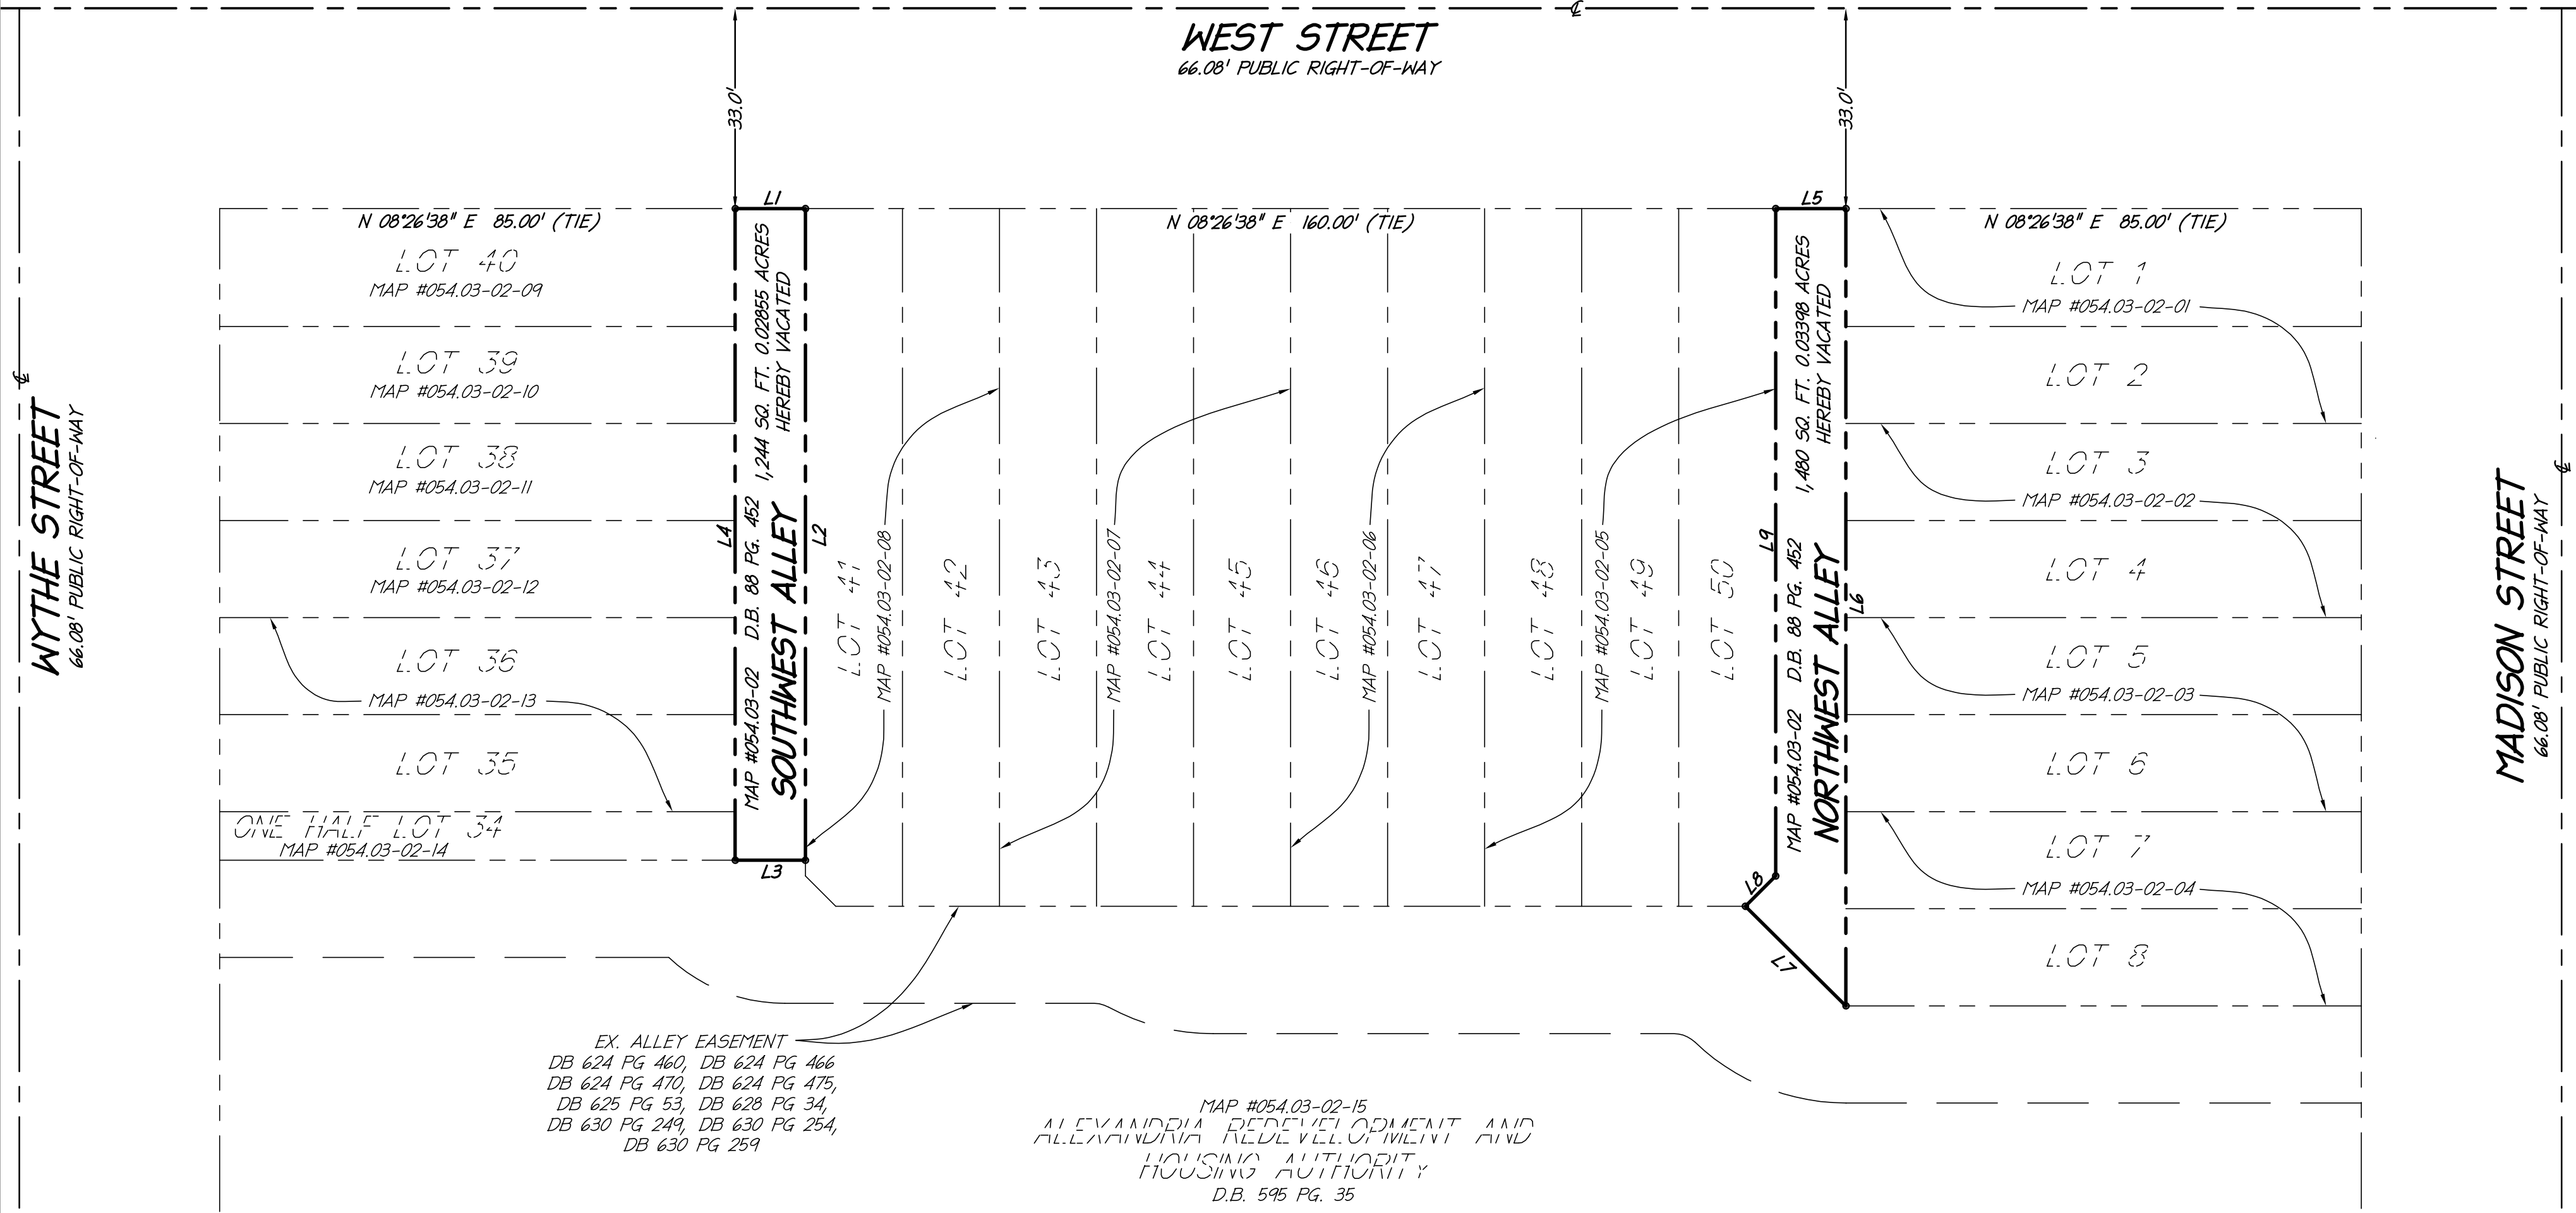 WEST STREET
66.08' PUBLIC RIGHT-OF-WAY
33.0'
33.0'
WYTHE STREET
66.08' PUBLIC RIGHT-OF-WAY
N 08°26'38" E 85.00' (TIE)
LOT 40
MAP #054.03-02-09
LOT 39
MAP #054.03-02-10
LOT 38
MAP #054.03-02-11
LOT 37
MAP #054.03-02-12
LOT 36
MAP #054.03-02-13
LOT 35
ONE HALF LOT 34
MAP #054.03-02-14
L1
L4
MAP #054.03-02 D.B. 88 PG. 452 1,244 SQ. FT. 0.02855 ACRES
HEREBY VACATED
SOUTHWEST ALLEY
L2
L3
N 08°26'38" E 160.00' (TIE)
LOT 41
MAP #054.03-02-08
LOT 42
LOT 43
MAP #054.03-02-07
LOT 44
LOT 45
LOT 46
MAP #054.03-02-06
LOT 47
LOT 48
MAP #054.03-02-05
LOT 49
LOT 50
L5
L9
MAP #054.03-02 D.B. 88 PG. 452 1,480 SQ. FT. 0.03398 ACRES
HEREBY VACATED
NORTHWEST ALLEY
L6
L8
L7
N 08°26'38" E 85.00' (TIE)
LOT 1
MAP #054.03-02-01
LOT 2
LOT 3
MAP #054.03-02-02
LOT 4
LOT 5
MAP #054.03-02-03
LOT 6
LOT 7
MAP #054.03-02-04
LOT 8
MADISON STREET
66.08' PUBLIC RIGHT-OF-WAY
EX. ALLEY EASEMENT
DB 624 PG 460, DB 624 PG 466
DB 624 PG 470, DB 624 PG 475,
DB 625 PG 53, DB 628 PG 34,
DB 630 PG 249, DB 630 PG 254,
DB 630 PG 259
MAP #054.03-02-15
ALEXANDRIA REDEVELOPMENT AND
HOUSING AUTHORITY
D.B. 595 PG. 35